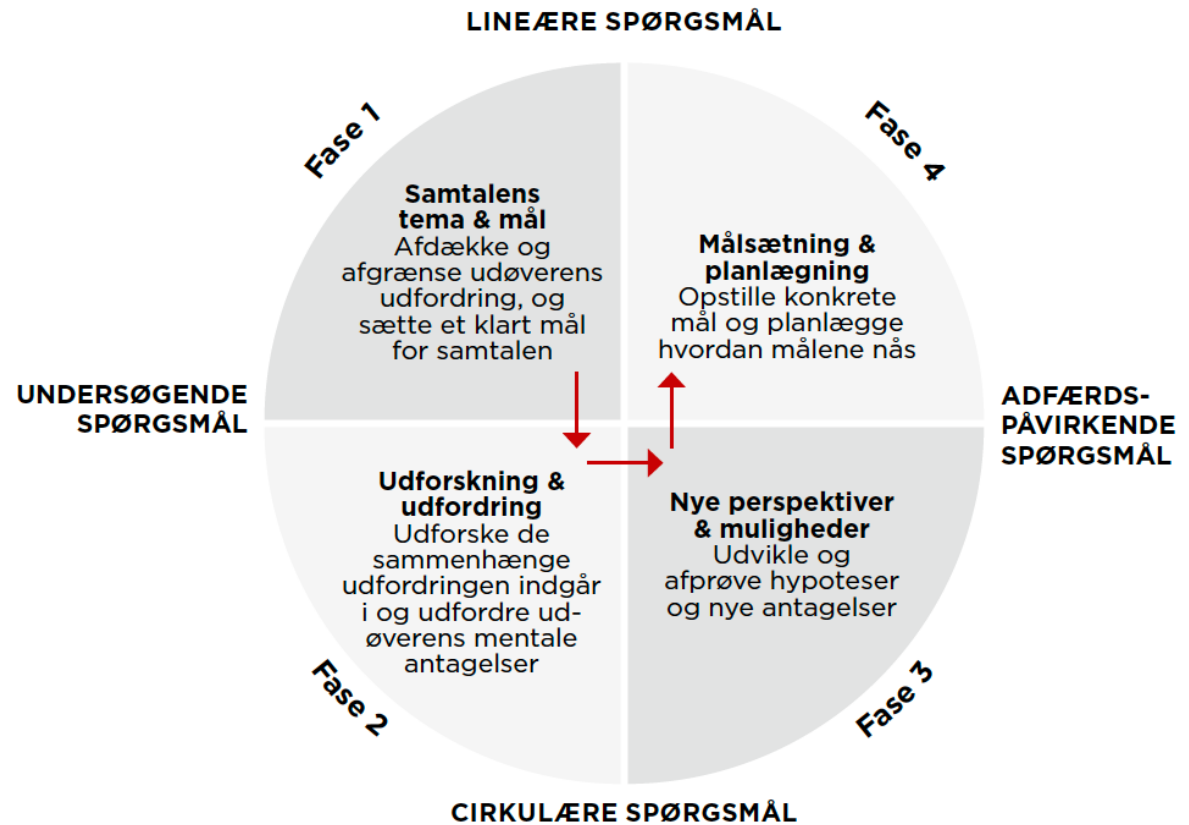 LINEÆRE SPØRGSMÅL
Fase 1
Samtalens
tema & mål
Afdække og
afgrænse udøverens
udfordring, og
sætte et klart mål
for samtalen
Fase 4
Målsætning &
planlægning
Opstille konkrete
mål og planlægge
hvordan målene nås
UNDERSØGENDE
SPØRGSMÅL
ADFÆRDS-
PÅVIRKENDE
SPØRGSMÅL
Udforskning &
udfordring
Udforske de
sammenhænge
udfordringen indgår
i og udfordre ud-
øverens mentale
antagelser
Fase 2
Nye perspektiver
& muligheder
Udvikle og
afprøve hypoteser
og nye antagelser
Fase 3
CIRKULÆRE SPØRGSMÅL